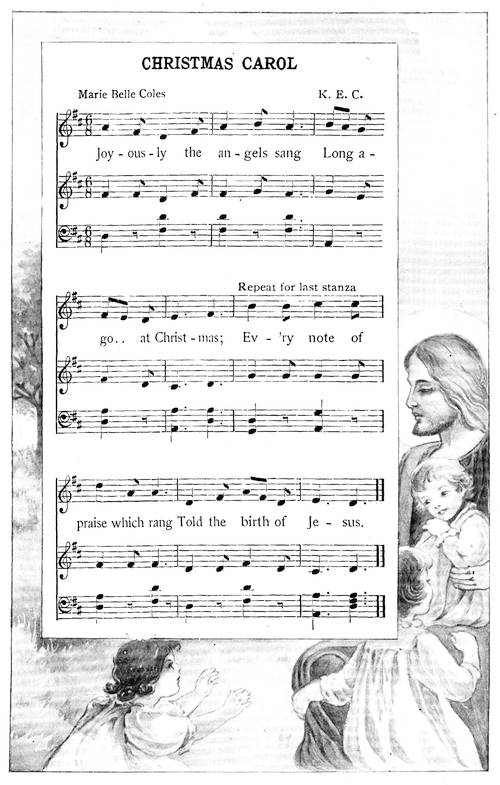 CHRISTMAS CAROL
Marie Belle Coles K. E. C.
Joy - ous - ly the an - gels sang Long a -
Repeat for last stanza
go . . at Christ - mas; Ev - 'ry note of
praise which rang Told the birth of Je - sus.